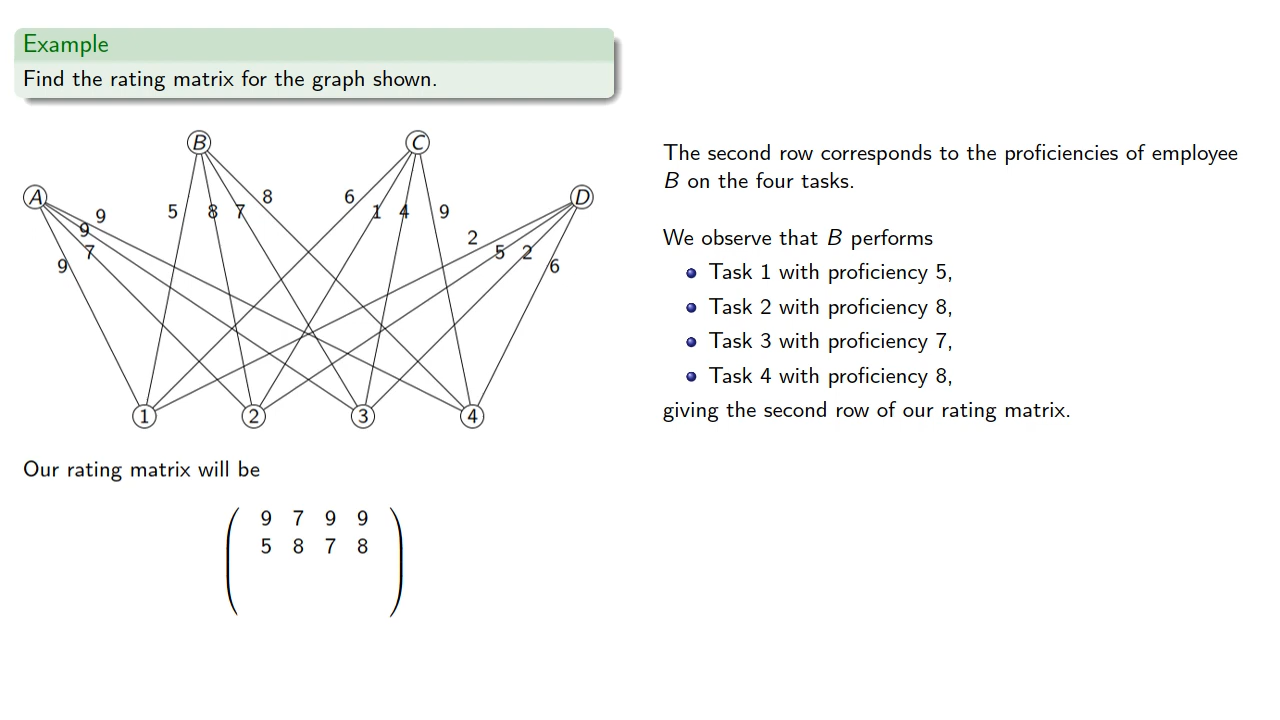 Example
Find the rating matrix for the graph shown.
B
C
A
D
9
5
8
7
8
6
1
4
9
9
7
9
2
5
2
6
1
2
3
4
Our rating matrix will be
9 7 9 9
5 8 7 8
The second row corresponds to the proficiencies of employee
B on the four tasks.
We observe that B performs
Task 1 with proficiency 5,
Task 2 with proficiency 8,
Task 3 with proficiency 7,
Task 4 with proficiency 8,
giving the second row of our rating matrix.